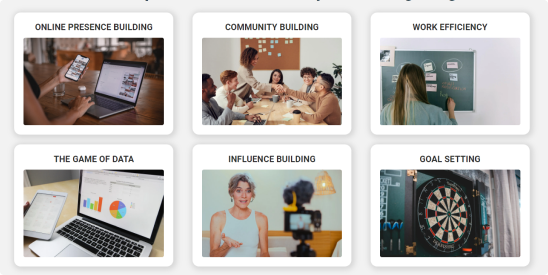 ONLINE PRESENCE BUILDING
COMMUNITY BUILDING
WORK EFFICIENCY
THE GAME OF DATA
INFLUENCE BUILDING
GOAL SETTING